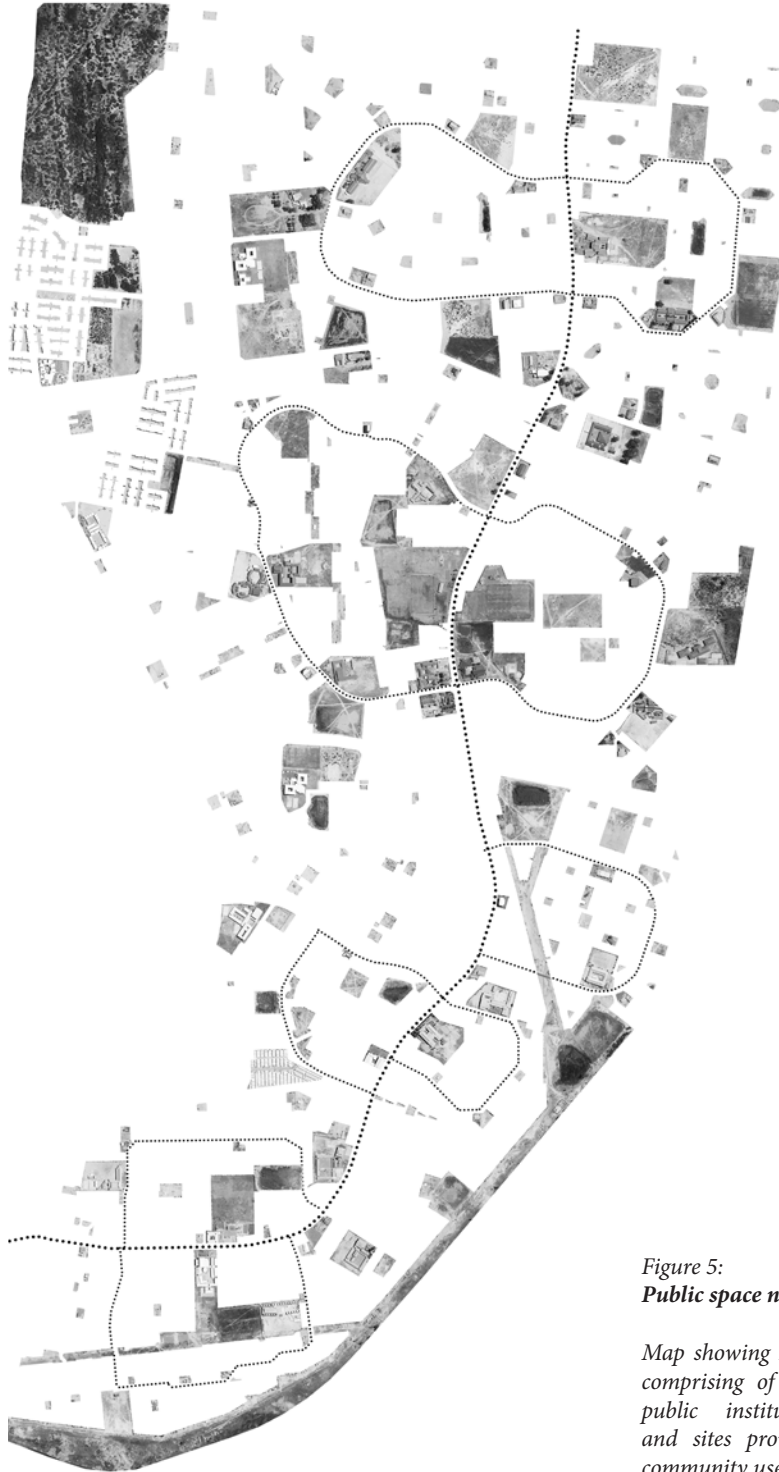 Figure 5:
Public space n
Map showing
comprising of
public institu
and sites pro
community use